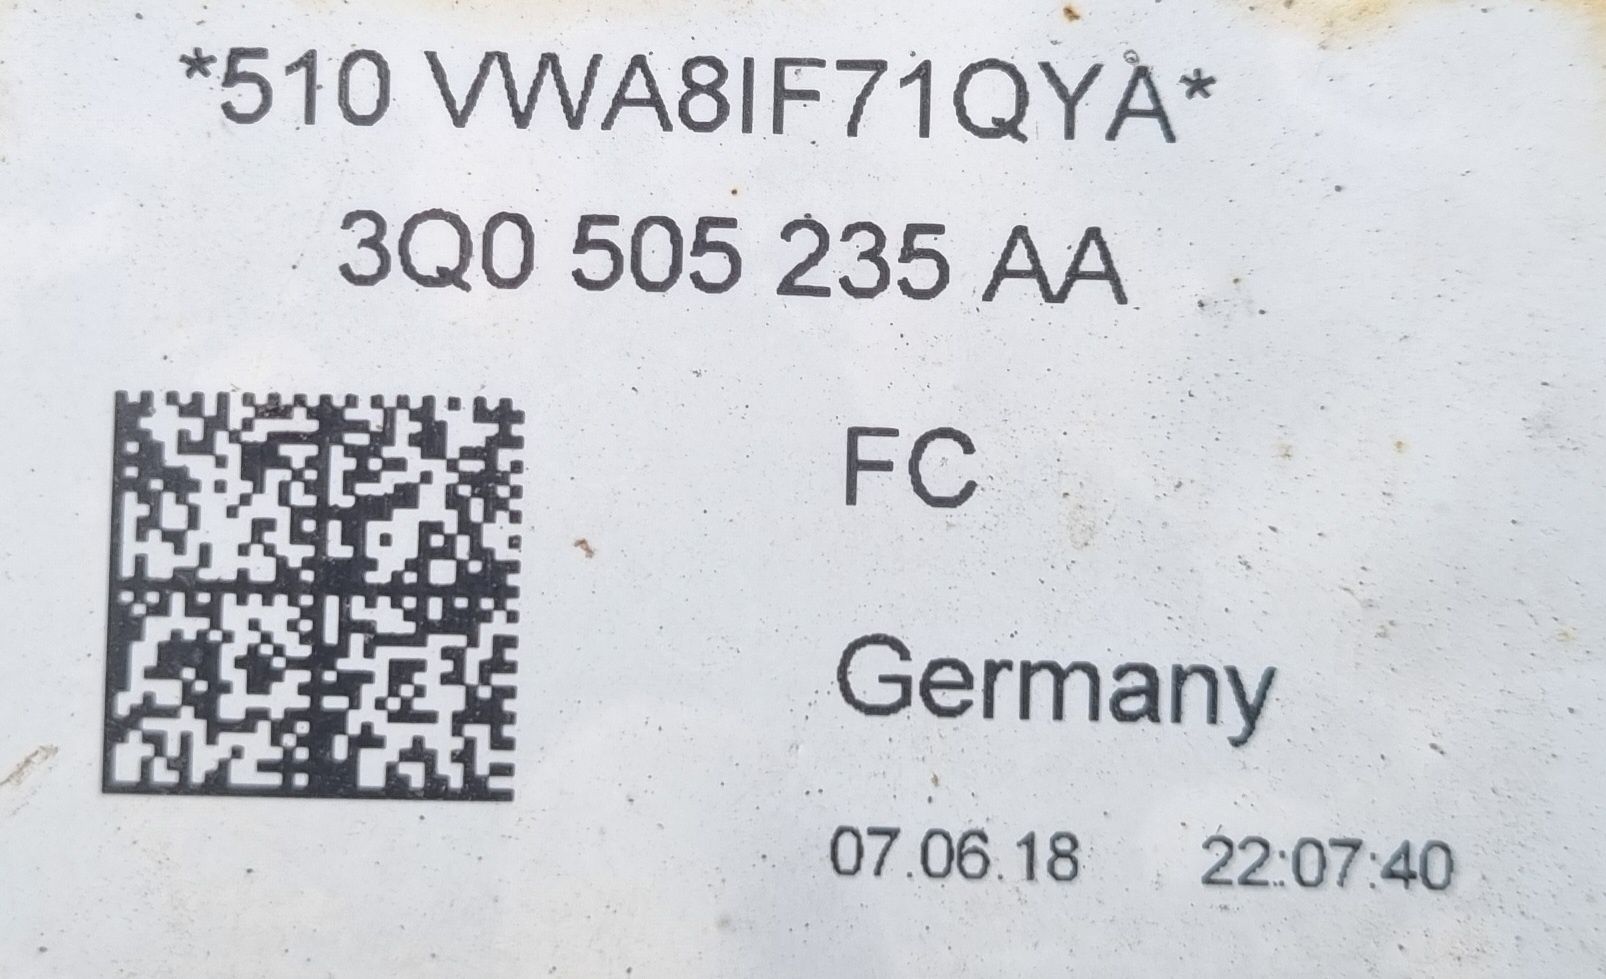 *510 VWA8IF71QYA*
3Q0 505 235 AA
FC
Germany
07.06.18 22:07:40